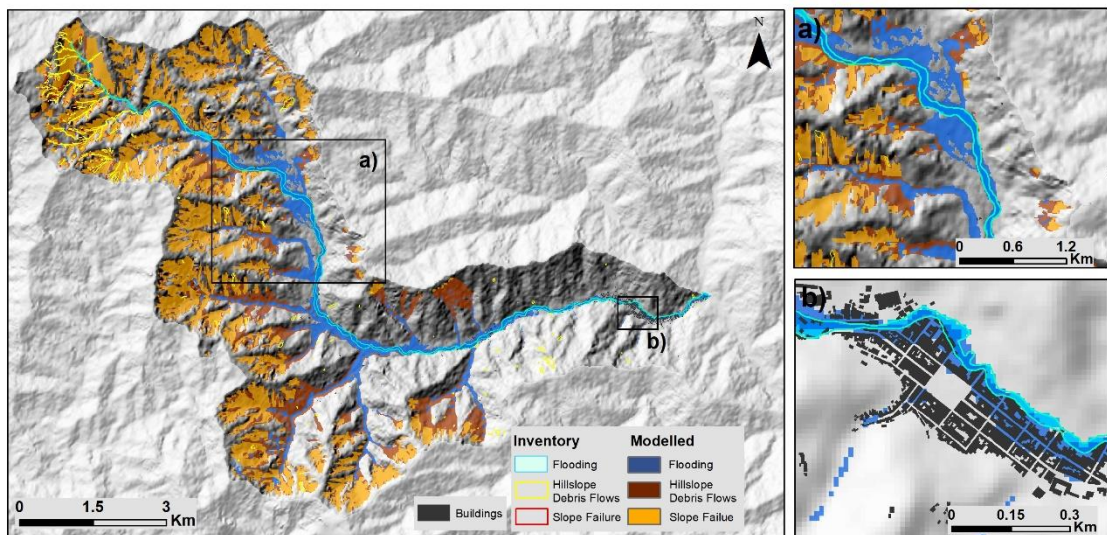 N
a)
b)
Inventory Modelled
Flooding Flooding
Hillslope Hillslope
Debris Flows Debris Flows
Slope Failure Slope Failue
Buildings
0 1.5 3
Km
a)
0 0.6 1.2
Km
b)
0 0.15 0.3
Km